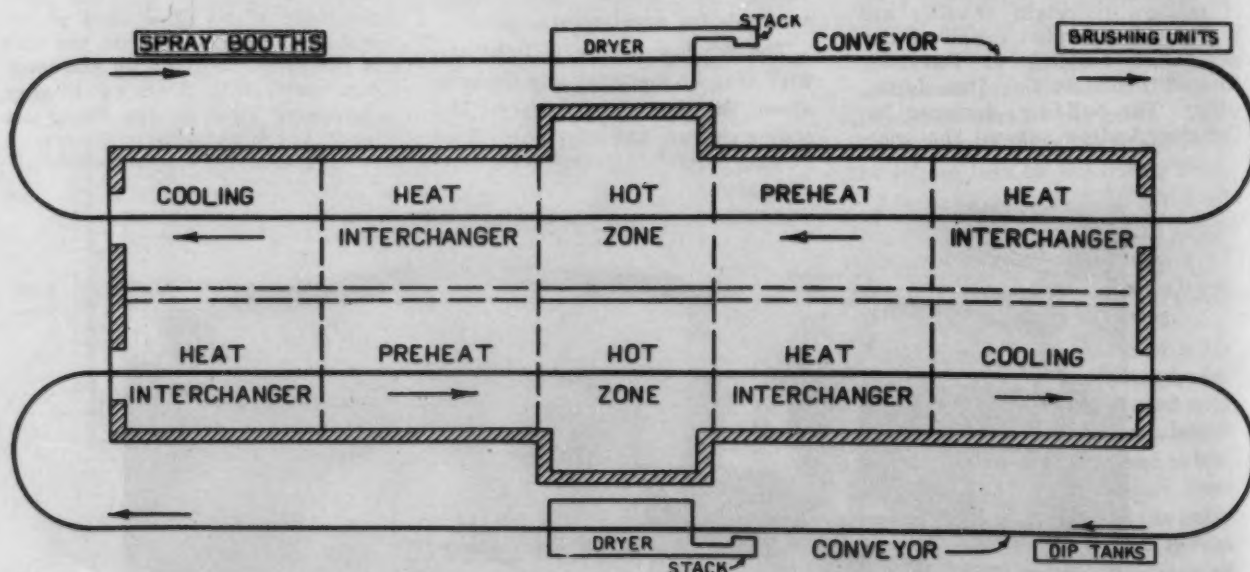 STACK
SPRAY BOOTHS
DRYER
CONVEYOR
BRUSHING UNITS
COOLING
HEAT
HOT
PREHEAT
HEAT
INTERCHANGER
ZONE
INTERCHANGER
HEAT
PREHEAT
HOT
HEAT
COOLING
INTERCHANGER
ZONE
INTERCHANGER
DRYER
CONVEYOR
DIP TANKS
STACK